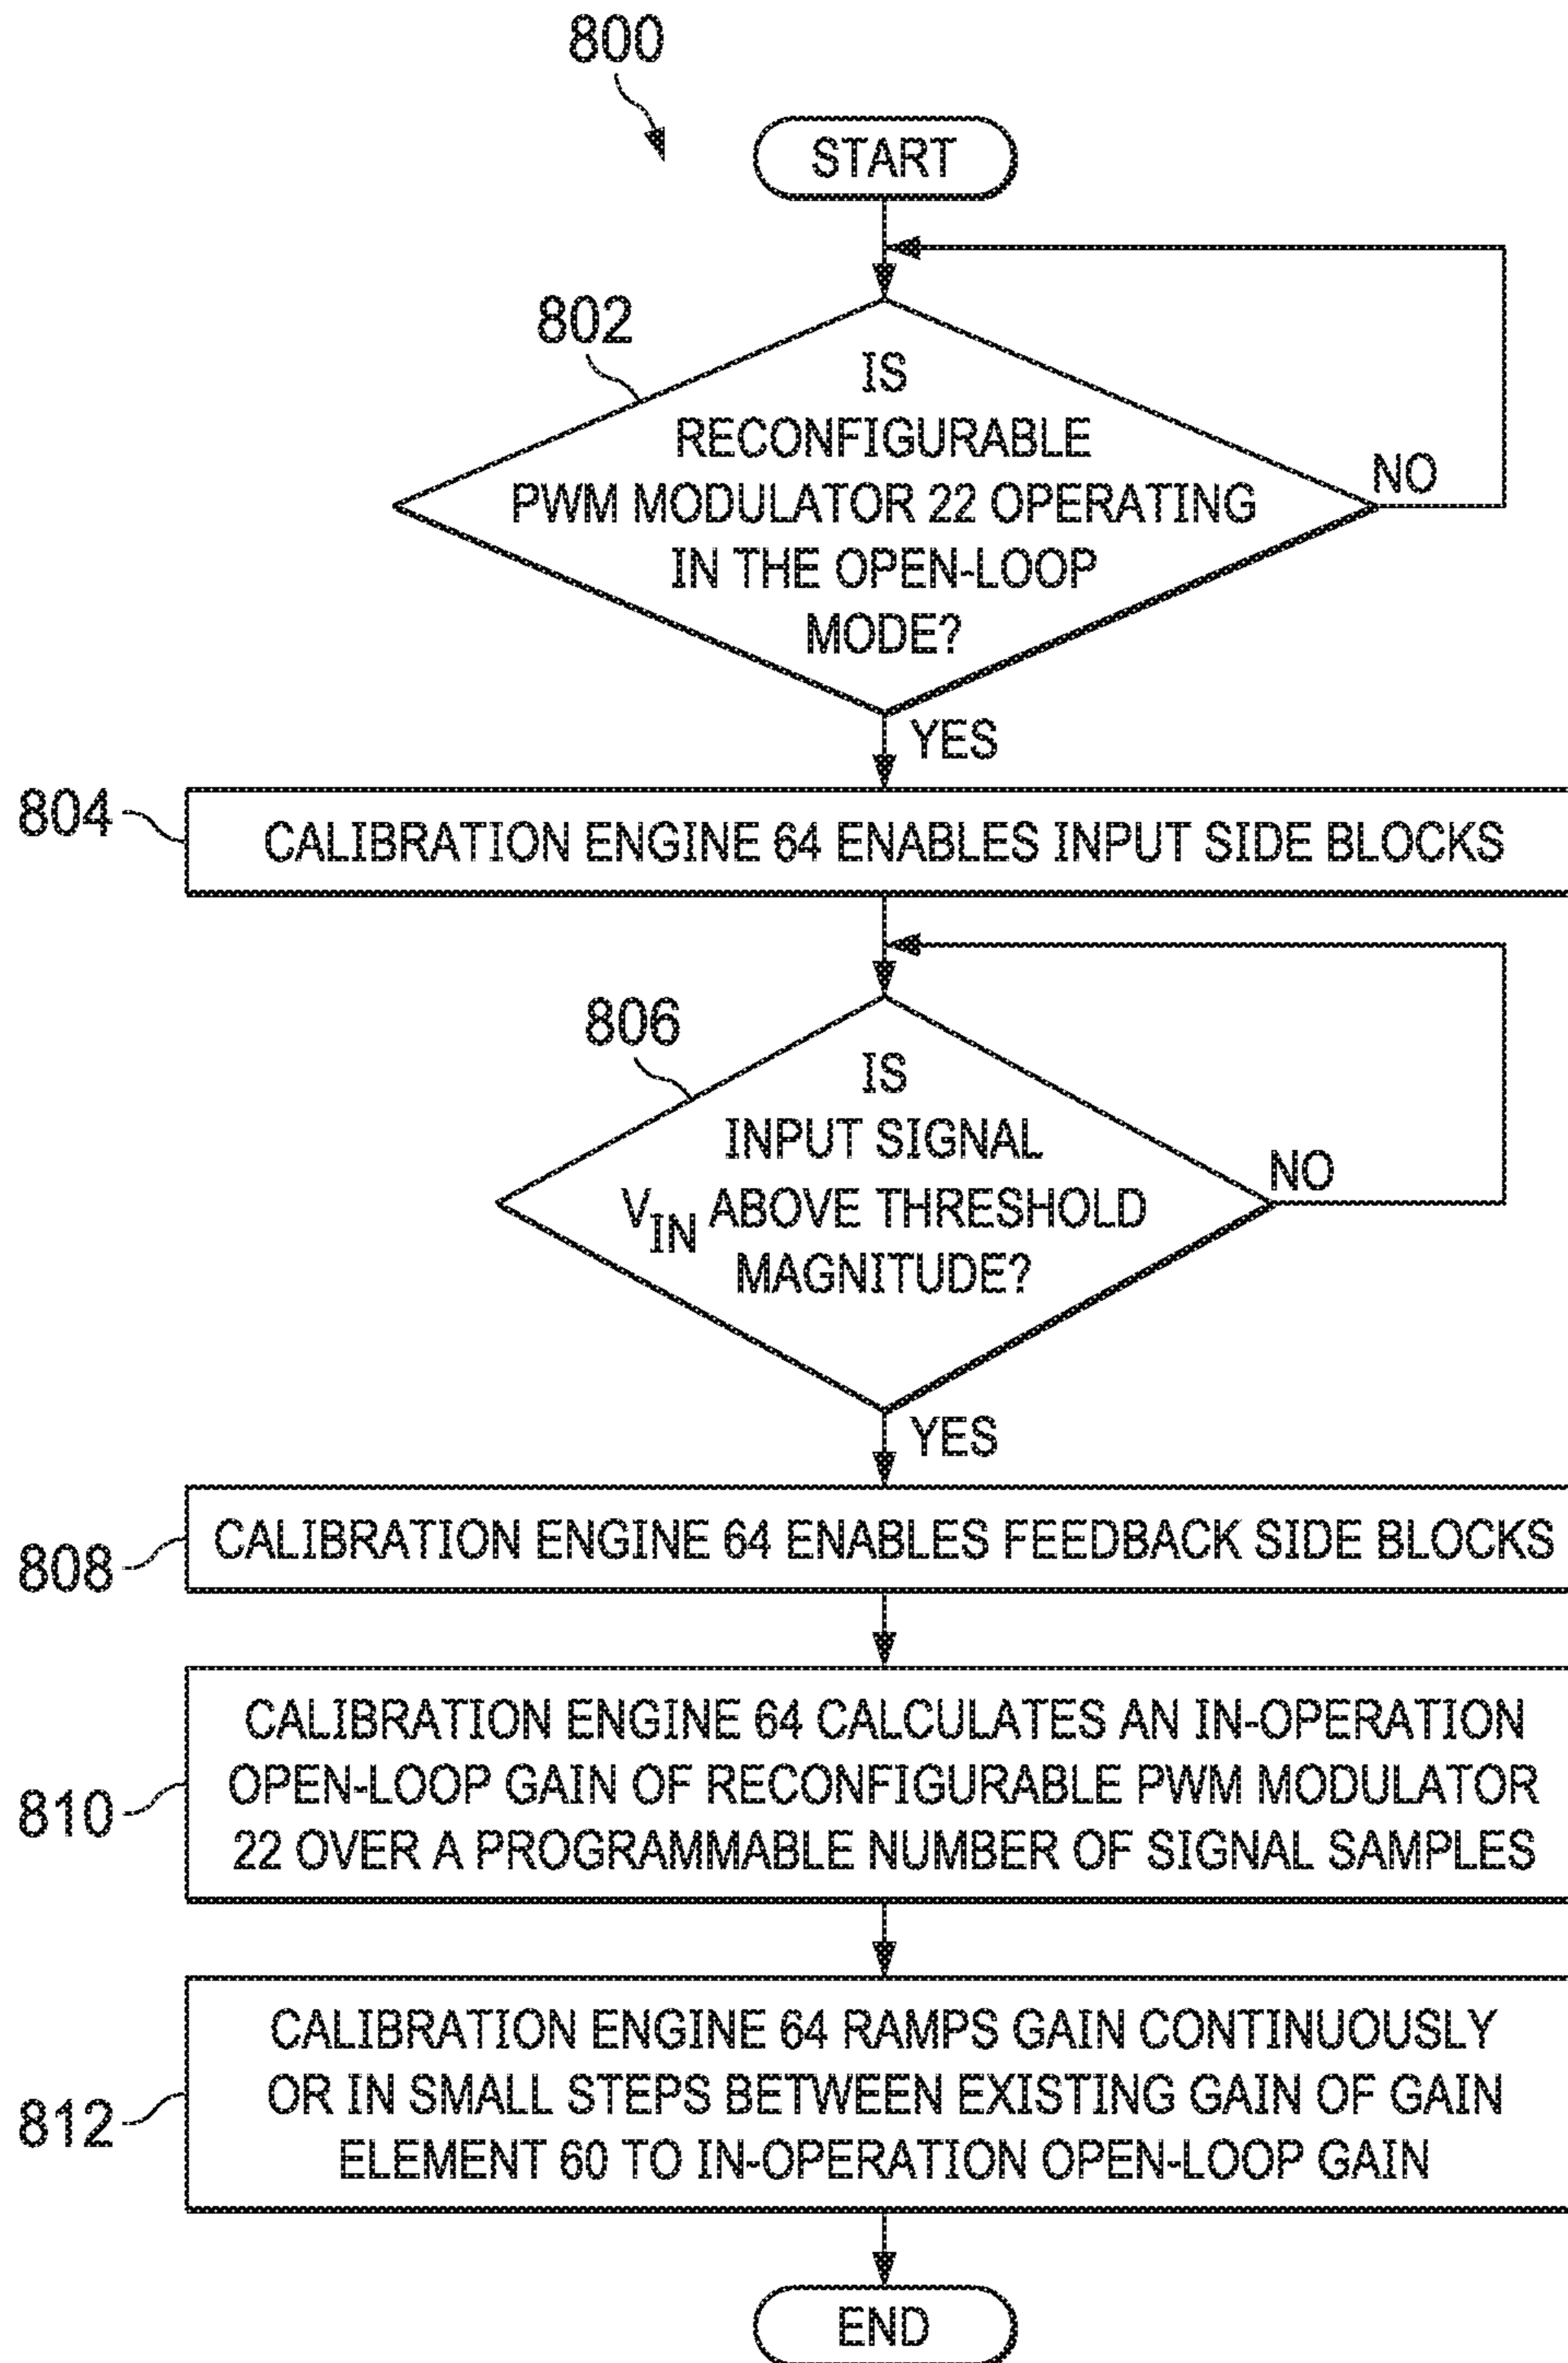 800
START
802
IS
RECONFIGURABLE
PWM MODULATOR 22 OPERATING
IN THE OPEN-LOOP
MODE?
NO
YES
804
CALIBRATION ENGINE 64 ENABLES INPUT SIDE BLOCKS
806
IS
INPUT SIGNAL
VIN ABOVE THRESHOLD
MAGNITUDE?
NO
YES
808
CALIBRATION ENGINE 64 ENABLES FEEDBACK SIDE BLOCKS
810
CALIBRATION ENGINE 64 CALCULATES AN IN-OPERATION
OPEN-LOOP GAIN OF RECONFIGURABLE PWM MODULATOR
22 OVER A PROGRAMMABLE NUMBER OF SIGNAL SAMPLES
812
CALIBRATION ENGINE 64 RAMPS GAIN CONTINUOUSLY
OR IN SMALL STEPS BETWEEN EXISTING GAIN OF GAIN
ELEMENT 60 TO IN-OPERATION OPEN-LOOP GAIN
END